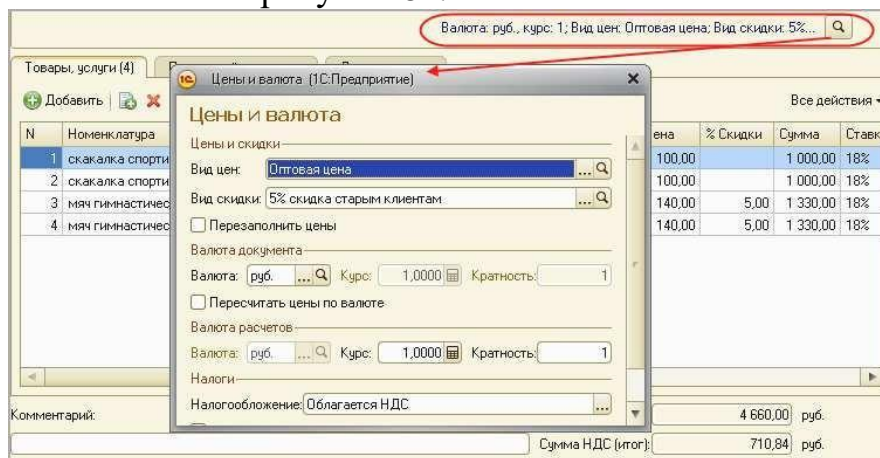 Валюта: руб., курс: 1; Вид цен: Оптовая цена; Вид скидки: 5%...
Товары, услуги (4)
Цены и валюта (1С:Предприятие)
Добавить
Все действия
Цены и валюта
Цены и скидки
N Номенклатура ена % Скидки Сумма Ставк
Вид цен: Оптовая цена ...
1 скакалка спорти 100,00 1 000,00 18%
2 скакалка спорти 100,00 1 000,00 18%
Вид скидки: 5% скидка старым клиентам ...
3 мяч гимнастичес 140,00 5,00 1 330,00 18%
4 мяч гимнастичес 140,00 5,00 1 330,00 18%
Перезаполнить цены
Валюта документа
Валюта: руб. ... Курс: 1,0000 Кратность: 1
Пересчитать цены по валюте
Валюта расчетов
Валюта: руб. ... Курс: 1,0000 Кратность: 1
Налоги
Налогообложение: Облагается НДС ...
Комментарий: 4 660,00 руб.
Сумма НДС (итог): 710,84 руб.